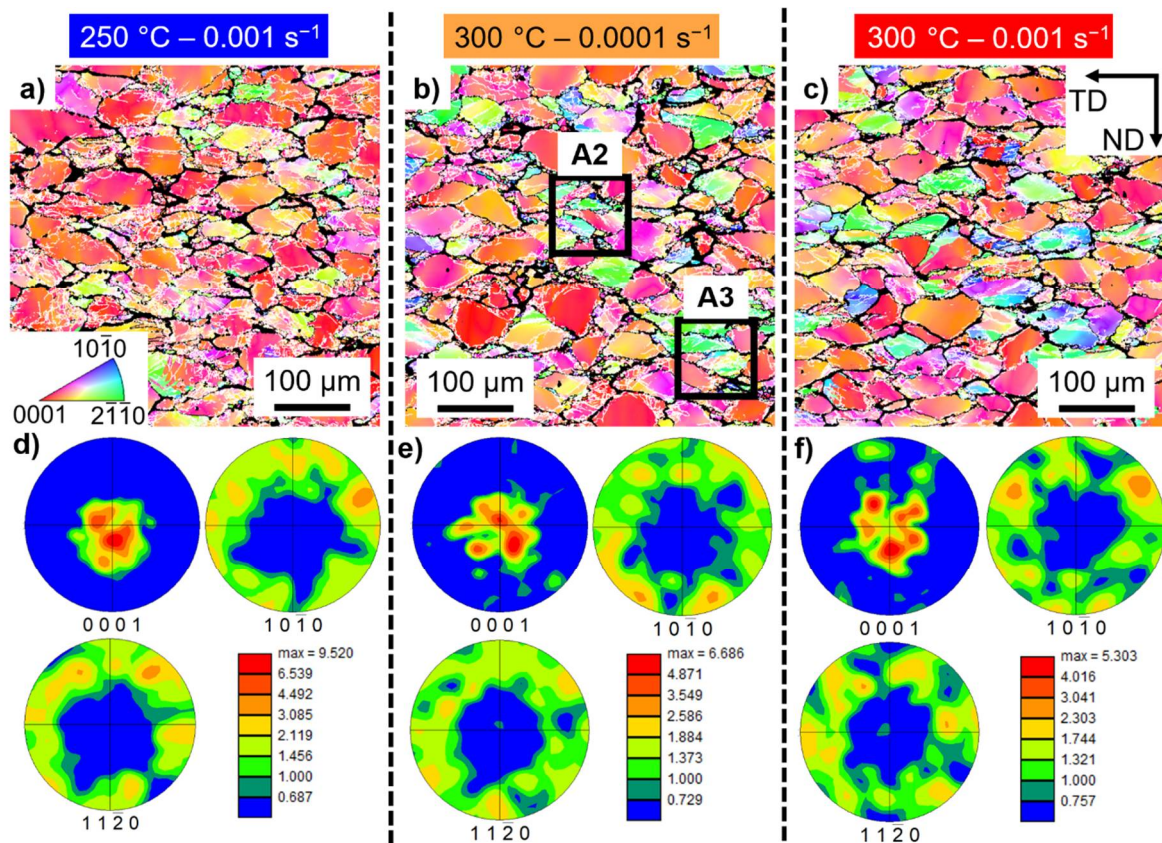 250 °C – 0.001 s⁻¹
300 °C – 0.0001 s⁻¹
300 °C – 0.001 s⁻¹
a)
b)
c)
TD
ND
A2
A3
101̅0
0001
21̅1̅0
100 µm
100 µm
100 µm
d)
e)
f)
0 0 0 1
1 0 1̅ 0
0 0 0 1
1 0 1̅ 0
0 0 0 1
1 0 1̅ 0
max = 9.520
6.539
4.492
3.085
2.119
1.456
1.000
0.687
1 1 2̅ 0
max = 6.686
4.871
3.549
2.586
1.884
1.373
1.000
0.729
1 1 2̅ 0
max = 5.303
4.016
3.041
2.303
1.744
1.321
1.000
0.757
1 1 2̅ 0